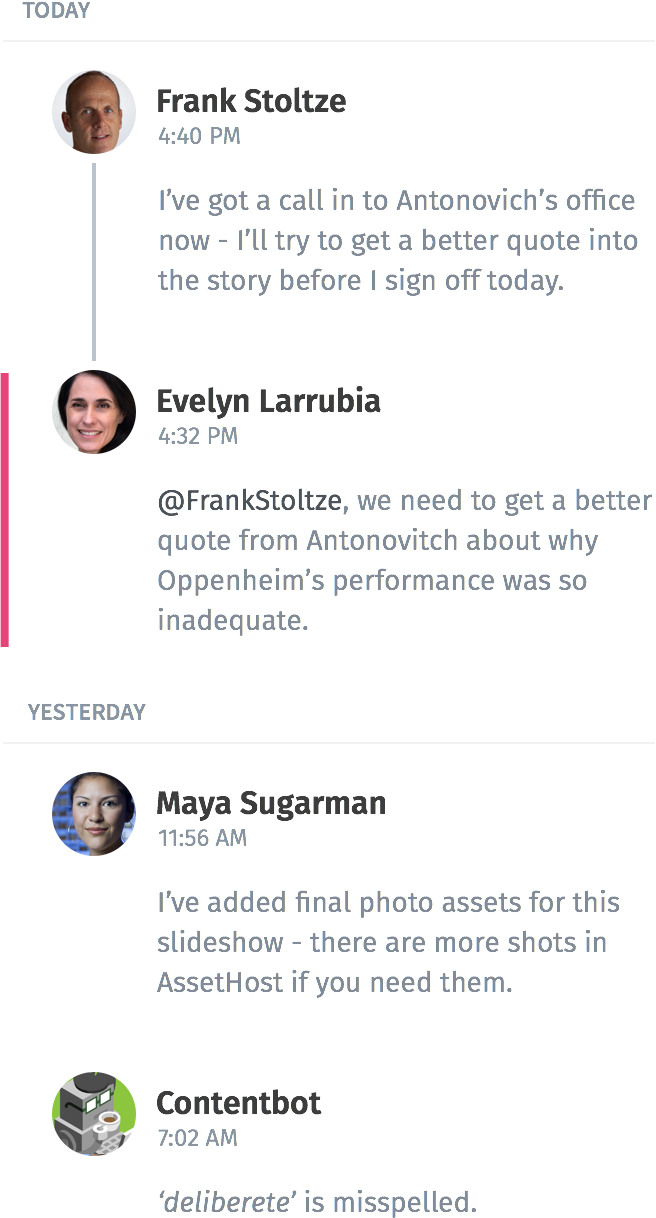 TODAY
Frank Stoltze
4:40 PM
I’ve got a call in to Antonovich’s office
now - I’ll try to get a better quote into
the story before I sign off today.
Evelyn Larrubia
4:32 PM
@FrankStoltze, we need to get a better
quote from Antonovitch about why
Oppenheim’s performance was so
inadequate.
YESTERDAY
Maya Sugarman
11:56 AM
I’ve added final photo assets for this
slideshow - there are more shots in
AssetHost if you need them.
Contentbot
7:02 AM
‘deliberete’ is misspelled.